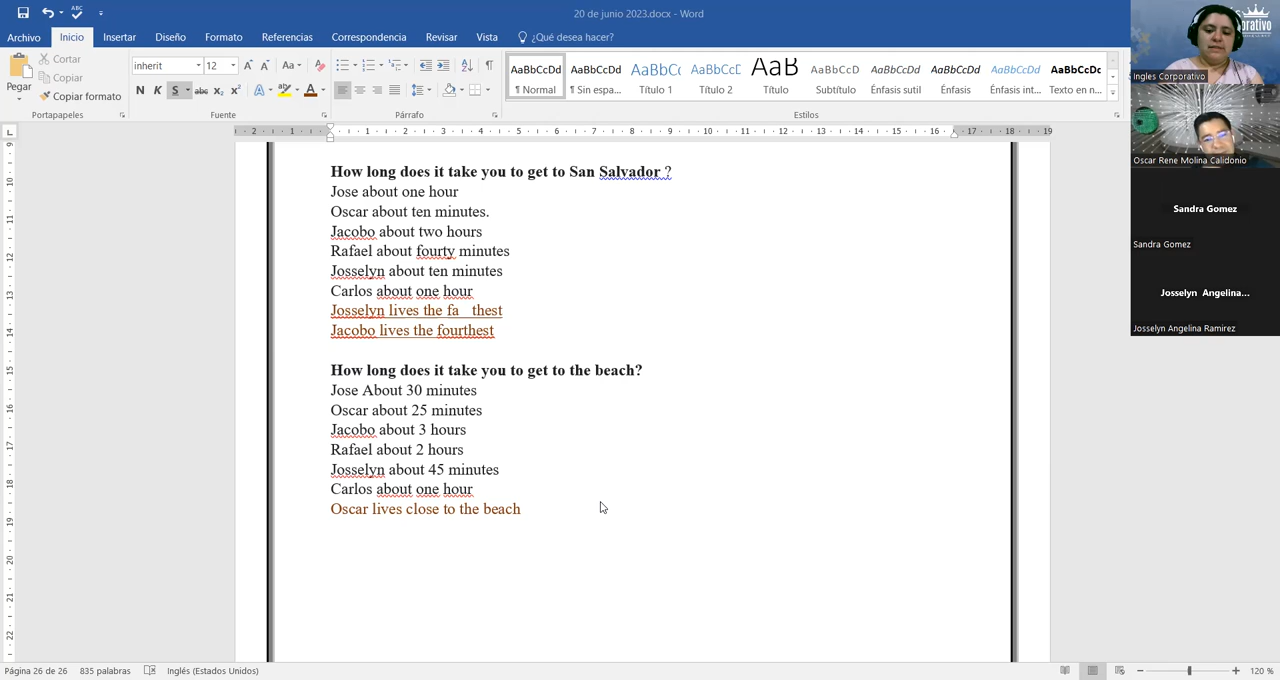 20 de junio 2023.docx - Word
Archivo
Inicio
Insertar
Diseño
Formato
Referencias
Correspondencia
Revisar
Vista
¿Qué desea hacer?
Pegar
Cortar
Copiar
Copiar formato
Portapapeles
inherit
12
Fuente
Párrafo
AaBbCcDd
¶ Normal
AaBbCcDd
¶ Sin espa...
AaBbCc
Título 1
AaBbCcD
Título 2
AaB
Título
AaBbCcD
Subtítulo
AaBbCcDd
Énfasis sutil
AaBbCcDd
Énfasis
AaBbCcDd
Énfasis int...
AaBbCcDc
Texto en n...
Estilos
How long does it take you to get to San Salvador ?
Jose about one hour
Oscar about ten minutes.
Jacobo about two hours
Rafael about fourty minutes
Josselyn about ten minutes
Carlos about one hour
Josselyn lives the fa thest
Jacobo lives the fourthest
How long does it take you to get to the beach?
Jose About 30 minutes
Oscar about 25 minutes
Jacobo about 3 hours
Rafael about 2 hours
Josselyn about 45 minutes
Carlos about one hour
Oscar lives close to the beach
Ingles Corporativo
Oscar Rene Molina Calidonio
Sandra Gomez
Sandra Gomez
Josselyn Angelina...
Josselyn Angelina Ramirez
Página 26 de 26
835 palabras
Inglés (Estados Unidos)
120 %